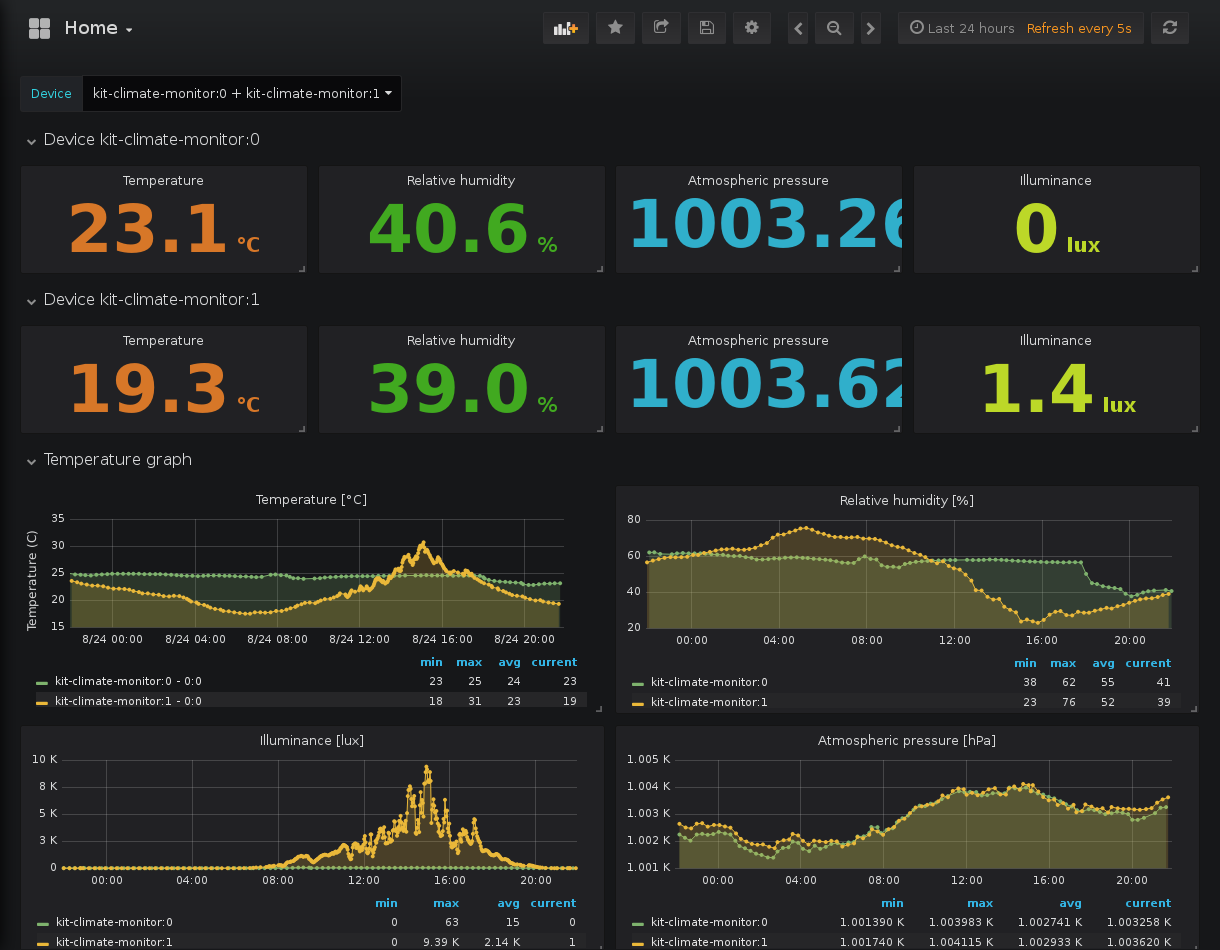 Home
Last 24 hours Refresh every 5s
Device kit-climate-monitor:0 + kit-climate-monitor:1
Device kit-climate-monitor:0
Temperature Relative humidity Atmospheric pressure Illuminance
23.1 °C 40.6 % 1003.26 0 lux
Device kit-climate-monitor:1
Temperature Relative humidity Atmospheric pressure Illuminance
19.3 °C 39.0 % 1003.62 1.4 lux
Temperature graph
Temperature [°C]
Temperature (C)
35
30
25
20
15
8/24 00:00 8/24 04:00 8/24 08:00 8/24 12:00 8/24 16:00 8/24 20:00
min max avg current
kit-climate-monitor:0 - 0:0 23 25 24 23
kit-climate-monitor:1 - 0:0 18 31 23 19
Relative humidity [%]
80
60
40
20
00:00 04:00 08:00 12:00 16:00 20:00
min max avg current
kit-climate-monitor:0 38 62 55 41
kit-climate-monitor:1 23 76 52 39
Illuminance [lux]
10 K
8 K
5 K
3 K
0
00:00 04:00 08:00 12:00 16:00 20:00
min max avg current
kit-climate-monitor:0 0 63 15 0
kit-climate-monitor:1 0 9.39 K 2.14 K 1
Atmospheric pressure [hPa]
1.005 K
1.004 K
1.003 K
1.002 K
1.001 K
00:00 04:00 08:00 12:00 16:00 20:00
min max avg current
kit-climate-monitor:0 1.001390 K 1.003983 K 1.002741 K 1.003258 K
kit-climate-monitor:1 1.001740 K 1.004115 K 1.002933 K 1.003620 K